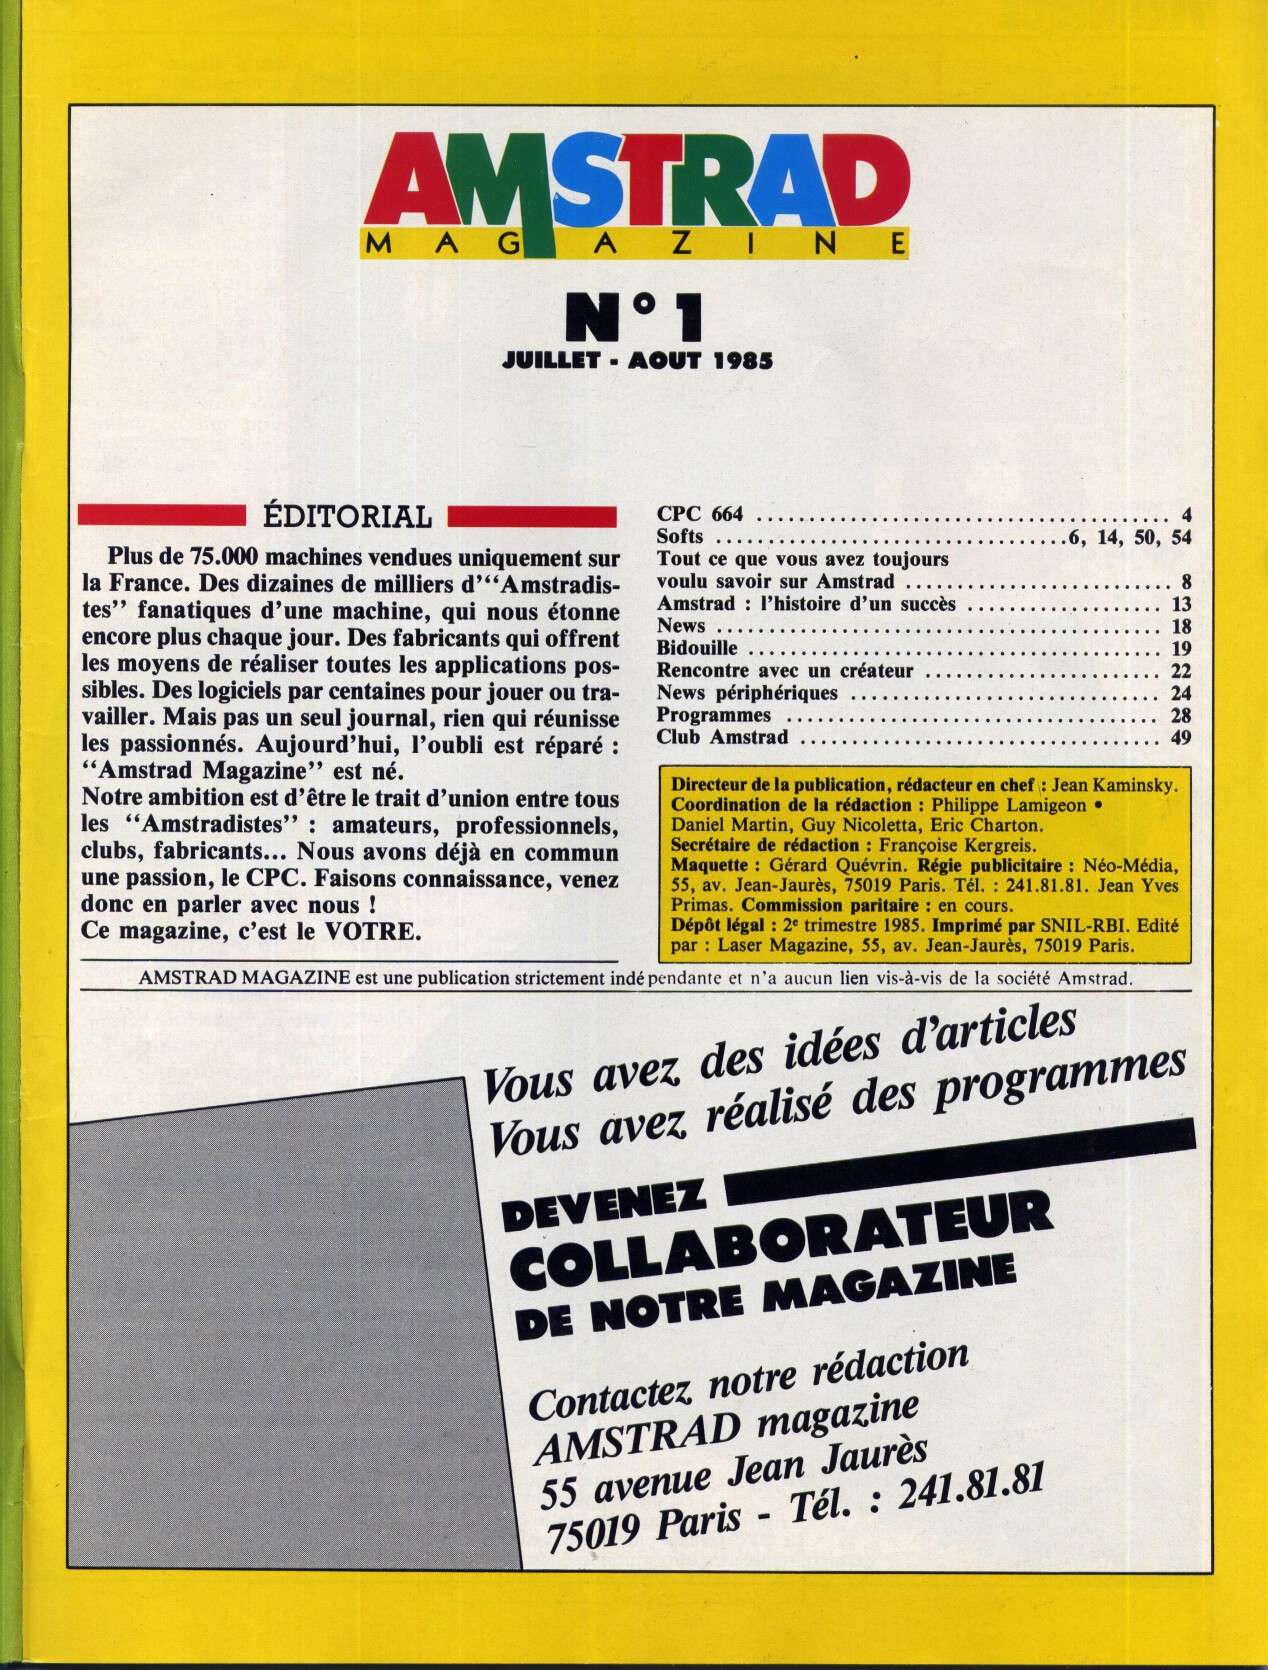 AMSTRAD
MAGAZINE
N° 1
JUILLET - AOUT 1985
ÉDITORIAL
Plus de 75.000 machines vendues uniquement sur
la France. Des dizaines de milliers d'“Amstradis-
tes” fanatiques d'une machine, qui nous étonne
encore plus chaque jour. Des fabricants qui offrent
les moyens de réaliser toutes les applications pos-
sibles. Des logiciels par centaines pour jouer ou tra-
vailler. Mais pas un seul journal, rien qui réunisse
les passionnés. Aujourd'hui, l'oubli est réparé :
“Amstrad Magazine” est né.
Notre ambition est d'être le trait d'union entre tous
les “Amstradistes” : amateurs, professionnels,
clubs, fabricants... Nous avons déjà en commun
une passion, le CPC. Faisons connaissance, venez
donc en parler avec nous !
Ce magazine, c'est le VOTRE.
CPC 664 ........................................ 4
Softs ..................................6, 14, 50, 54
Tout ce que vous avez toujours
voulu savoir sur Amstrad .......................... 8
Amstrad : l'histoire d'un succès ................... 13
News ........................................... 18
Bidouille ........................................ 19
Rencontre avec un créateur ....................... 22
News périphériques .............................. 24
Programmes .................................... 28
Club Amstrad ................................... 49
Directeur de la publication, rédacteur en chef : Jean Kaminsky.
Coordination de la rédaction : Philippe Lamigeon •
Daniel Martin, Guy Nicoletta, Eric Charton.
Secrétaire de rédaction : Françoise Kergreis.
Maquette : Gérard Quévrin. Régie publicitaire : Néo-Média,
55, av. Jean-Jaurès, 75019 Paris. Tél. : 241.81.81. Jean Yves
Primas. Commission paritaire : en cours.
Dépôt légal : 2e trimestre 1985. Imprimé par SNIL-RBI. Edité
par : Laser Magazine, 55, av. Jean-Jaurès, 75019 Paris.
AMSTRAD MAGAZINE est une publication strictement indépendante et n'a aucun lien vis-à-vis de la société Amstrad.
Vous avez des idées d'articles
Vous avez réalisé des programmes
DEVENEZ
COLLABORATEUR
DE NOTRE MAGAZINE
Contactez notre rédaction
AMSTRAD magazine
55 avenue Jean Jaurès
75019 Paris - Tél. : 241.81.81